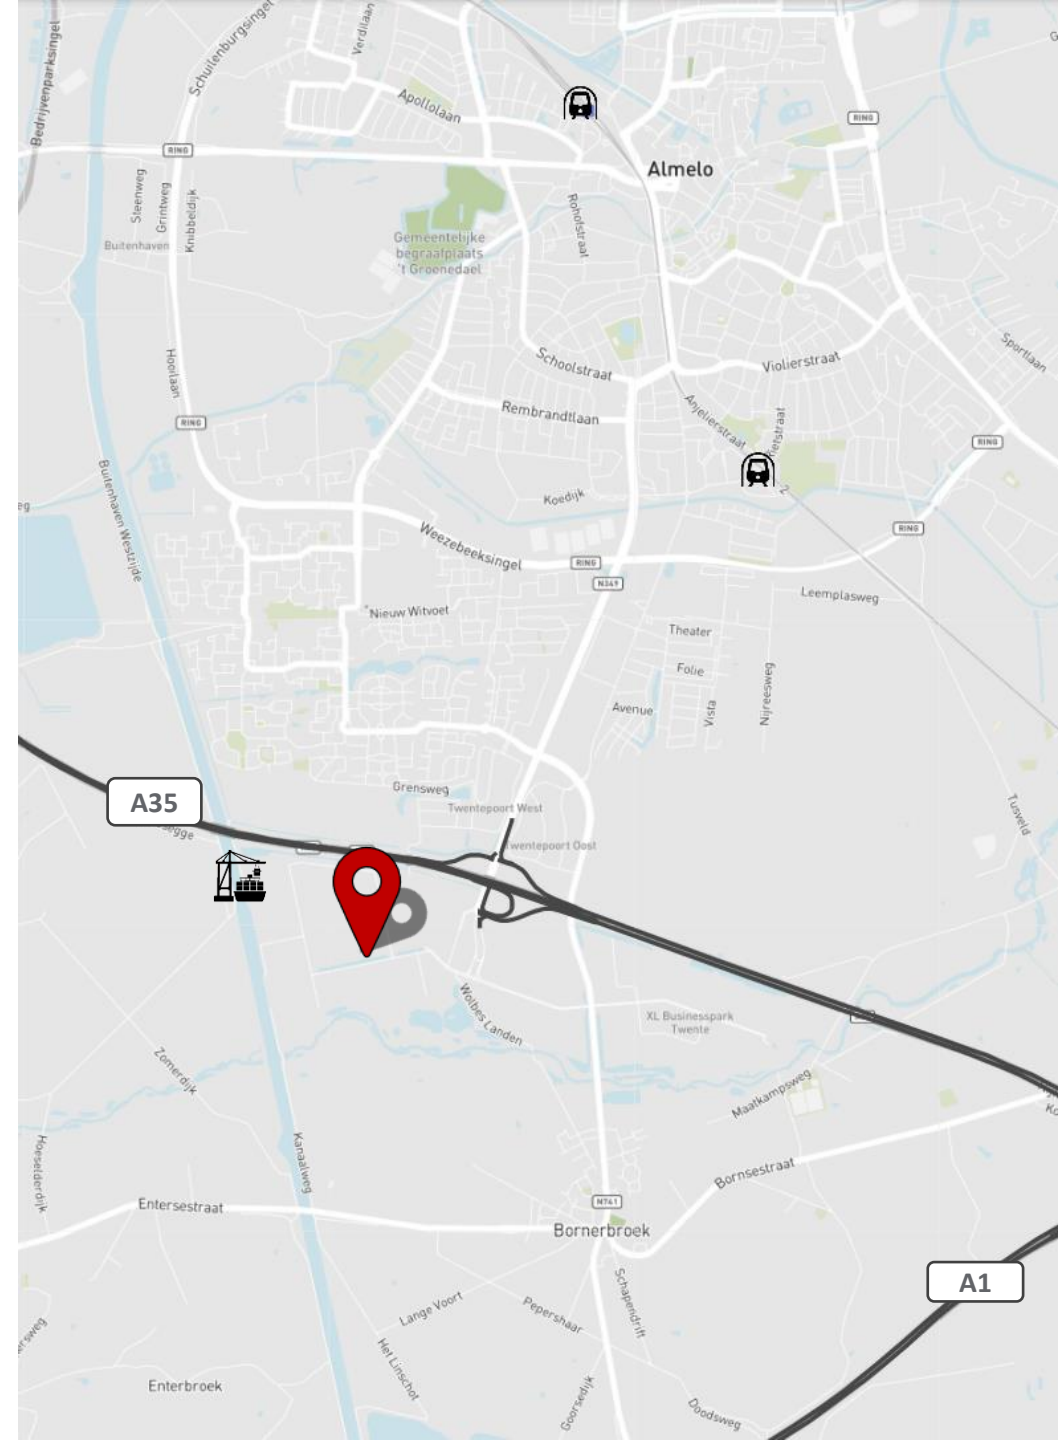 Bedrijvenparksingel
Schuilenburgsingel
Verdilaan
Apollolaan
RING
RING
Almelo
Steenweg
Grintweg
Knibbeldijk
Rohofstraat
Buitenhaven
Gemeentelijke
begraafplaats
't Groenedael
Hoorlaan
Schoolstraat
Violierstraat
Sportlaan
Rembrandtlaan
Anjelierstraat
RING
RING
Buitenhaven Westzijde
Koedijk
Weezebeeksingel
RING
RING
N349
Leemplasweg
Nieuw Witvoet
Theater
Folie
Avenue
Vista
Nijreesweg
Grensweg
Twentepoort West
Twentepoort Oost
A35
Tusveld
Wolbes Landen
XL Businesspark
Twente
Zomerdijk
Maatkampsweg
Hoeselderdijk
Kanaalweg
Bornsestraat
Entersestraat
N741
Bornerbroek
A1
Schapendrift
Lange Voort
Pepershaar
Het Linschot
Enterbroek
Goorsedijk
Doodsweg